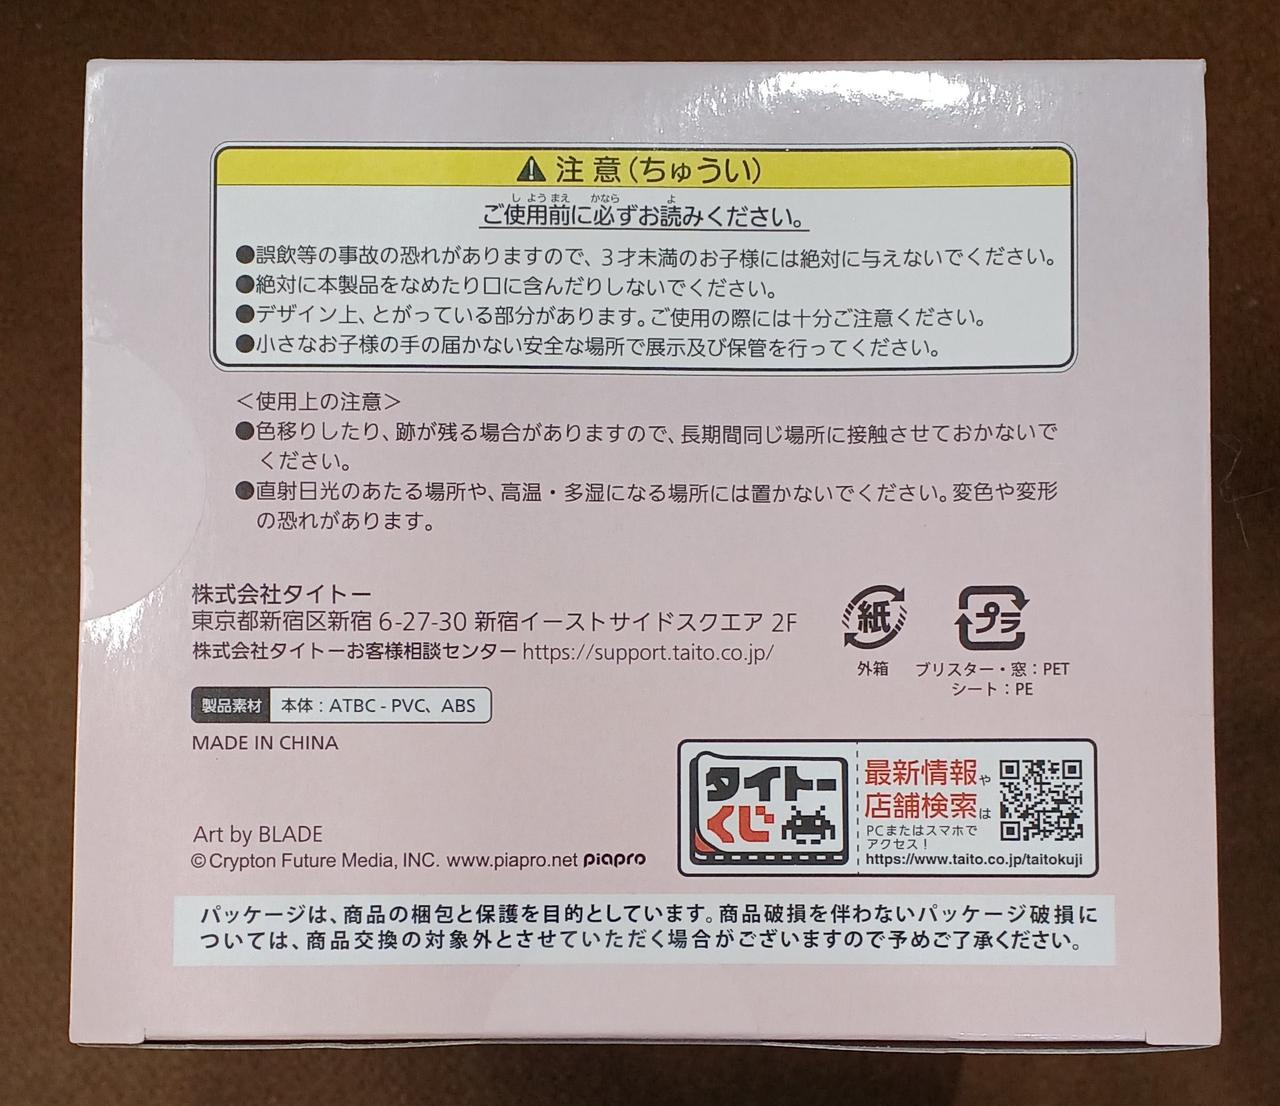 注意(ちゅうい)
ご使用前に必ずお読みください。
●誤飲等の事故の恐れがありますので、3才未満のお子様には絶対に与えないでください。
●絶対に本製品をなめたり口に含んだりしないでください。
●デザイン上、とがっている部分があります。ご使用の際には十分ご注意ください。
●小さなお子様の手の届かない安全な場所で展示及び保管を行ってください。
<使用上の注意>
●色移りしたり、跡が残る場合がありますので、長期間同じ場所に接触させておかないで
ください。
●直射日光のあたる場所や、高温・多湿になる場所には置かないでください。変色や変形
の恐れがあります。
株式会社タイトー
東京都新宿区新宿 6-27-30 新宿イーストサイドスクエア 2F
株式会社タイトーお客様相談センター https://support.taito.co.jp/
紙
外箱
プラ
ブリスター・窓：PET
シート：PE
製品素材 本体：ATBC - PVC、ABS
MADE IN CHINA
タイトー
くじ
最新情報や
店舗検索は
PCまたはスマホで
アクセス！
https://www.taito.co.jp/taitokuji
Art by BLADE
©Crypton Future Media, INC. www.piapro.net piapro
パッケージは、商品の梱包と保護を目的としています。商品破損を伴わないパッケージ破損に
ついては、商品交換の対象外とさせていただく場合がございますので予めご了承ください。